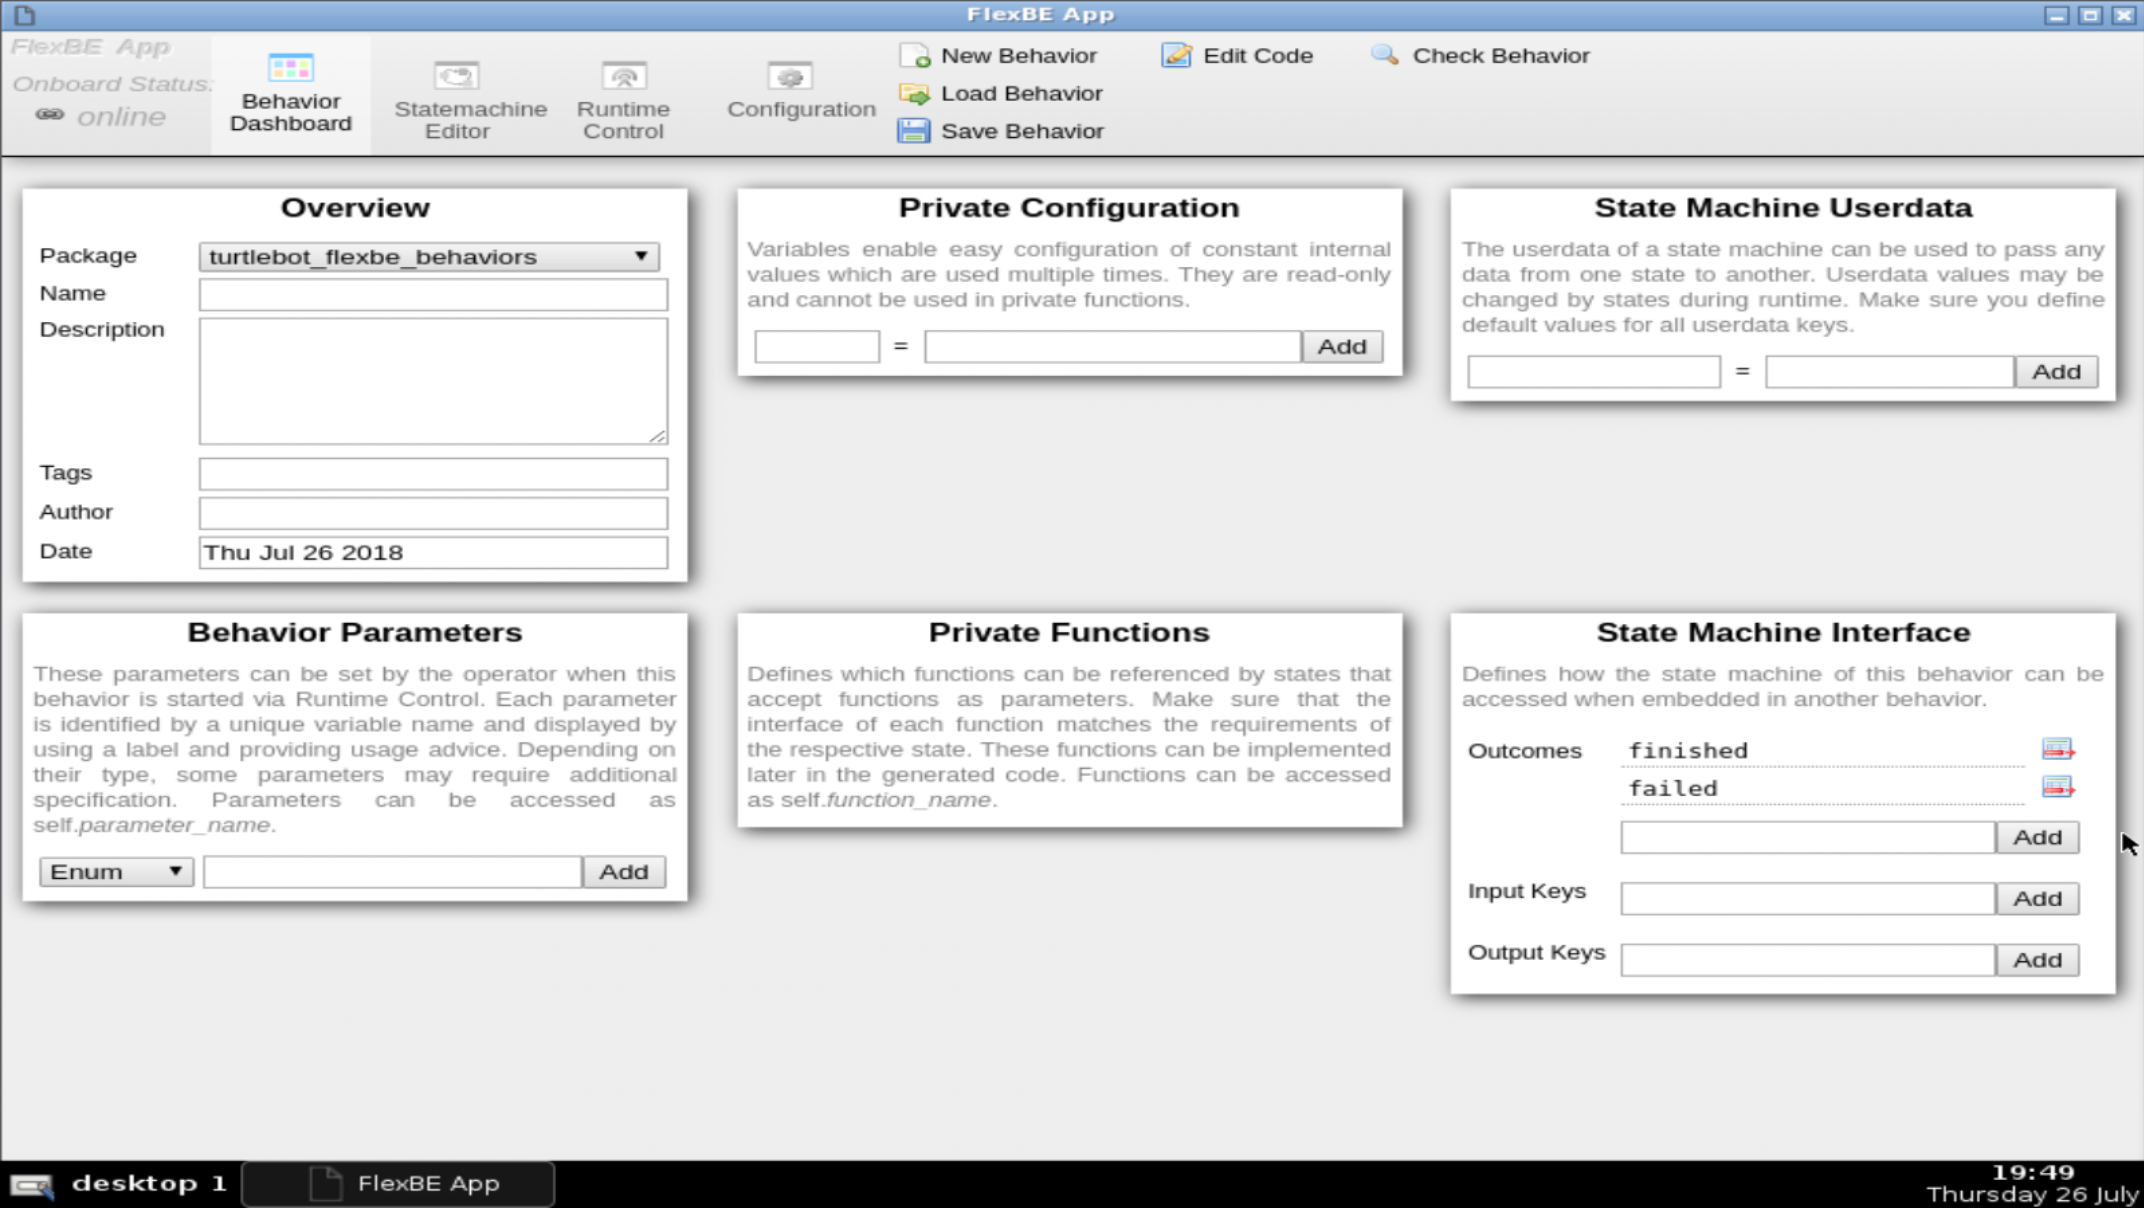 FlexBE App
FlexBE App
Onboard Status:
online
Behavior
Dashboard
Statemachine
Editor
Runtime
Control
Configuration
New Behavior
Load Behavior
Save Behavior
Edit Code
Check Behavior
Overview
Package
turtlebot_flexbe_behaviors
Name
Description
Tags
Author
Date
Thu Jul 26 2018
Private Configuration
Variables enable easy configuration of constant internal
values which are used multiple times. They are read-only
and cannot be used in private functions.
= Add
State Machine Userdata
The userdata of a state machine can be used to pass any
data from one state to another. Userdata values may be
changed by states during runtime. Make sure you define
default values for all userdata keys.
= Add
Behavior Parameters
These parameters can be set by the operator when this
behavior is started via Runtime Control. Each parameter
is identified by a unique variable name and displayed by
using a label and providing usage advice. Depending on
their type, some parameters may require additional
specification. Parameters can be accessed as
self.parameter_name.
Enum Add
Private Functions
Defines which functions can be referenced by states that
accept functions as parameters. Make sure that the
interface of each function matches the requirements of
the respective state. These functions can be implemented
later in the generated code. Functions can be accessed
as self.function_name.
State Machine Interface
Defines how the state machine of this behavior can be
accessed when embedded in another behavior.
Outcomes finished
failed
Add
Input Keys Add
Output Keys Add
desktop 1
FlexBE App
19:49
Thursday 26 July